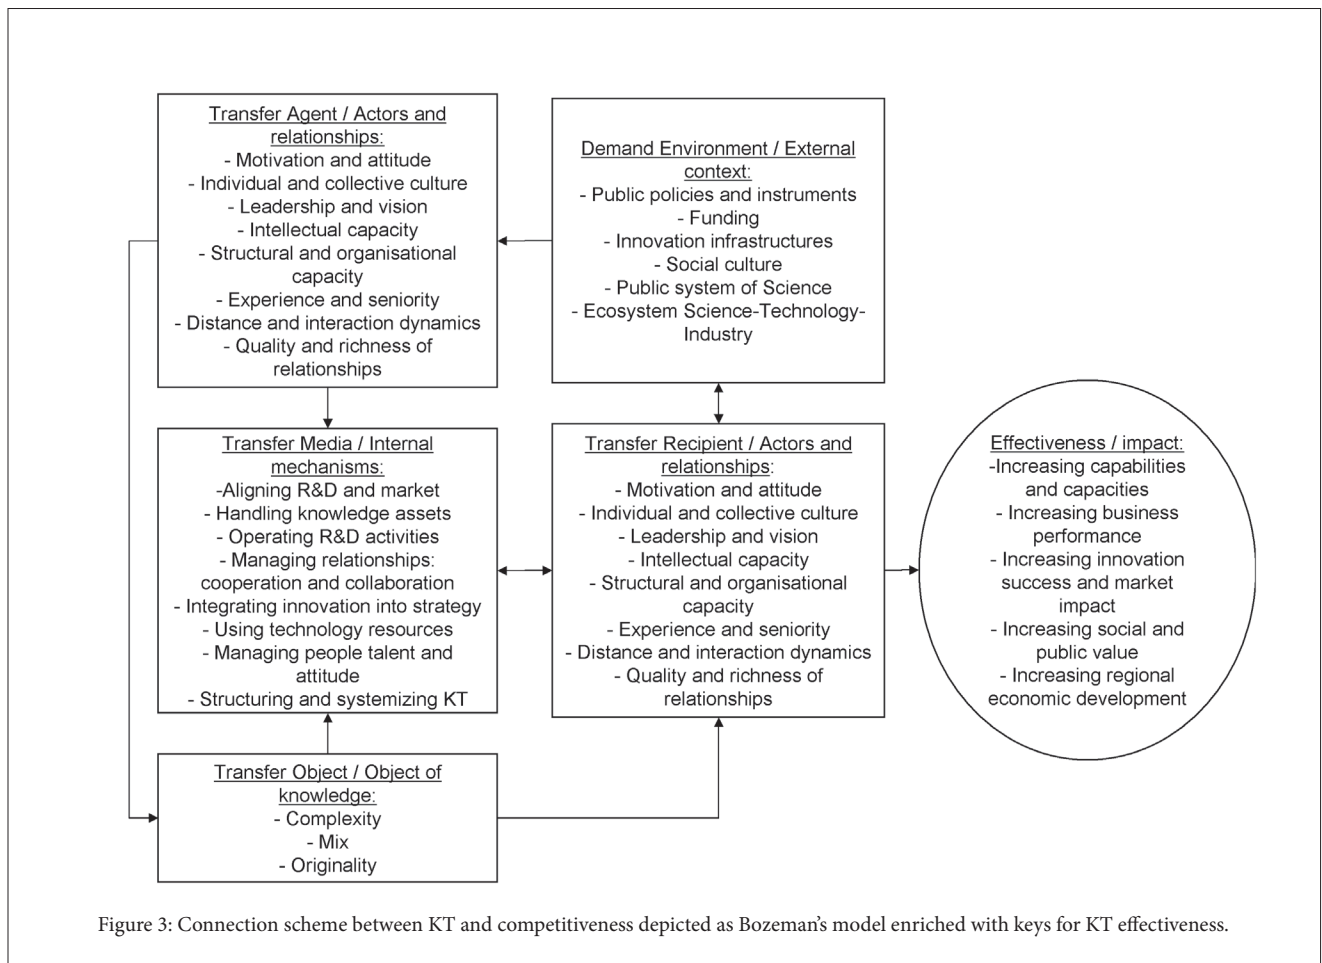 Transfer Agent / Actors and
relationships:
- Motivation and attitude
- Individual and collective culture
- Leadership and vision
- Intellectual capacity
- Structural and organisational
capacity
- Experience and seniority
- Distance and interaction dynamics
- Quality and richness of
relationships
Demand Environment / External
context:
- Public policies and instruments
- Funding
- Innovation infrastructures
- Social culture
- Public system of Science
- Ecosystem Science-Technology-
Industry
Transfer Media / Internal
mechanisms:
-Aligning R&D and market
- Handling knowledge assets
- Operating R&D activities
- Managing relationships:
cooperation and collaboration
- Integrating innovation into strategy
- Using technology resources
- Managing people talent and
attitude
- Structuring and systemizing KT
Transfer Recipient / Actors and
relationships:
- Motivation and attitude
- Individual and collective culture
- Leadership and vision
- Intellectual capacity
- Structural and organisational
capacity
- Experience and seniority
- Distance and interaction dynamics
- Quality and richness of
relationships
Effectiveness / impact:
-Increasing capabilities
and capacities
- Increasing business
performance
- Increasing innovation
success and market
impact
- Increasing social and
public value
- Increasing regional
economic development
Transfer Object / Object of
knowledge:
- Complexity
- Mix
- Originality
Figure 3: Connection scheme between KT and competitiveness depicted as Bozeman's model enriched with keys for KT effectiveness.